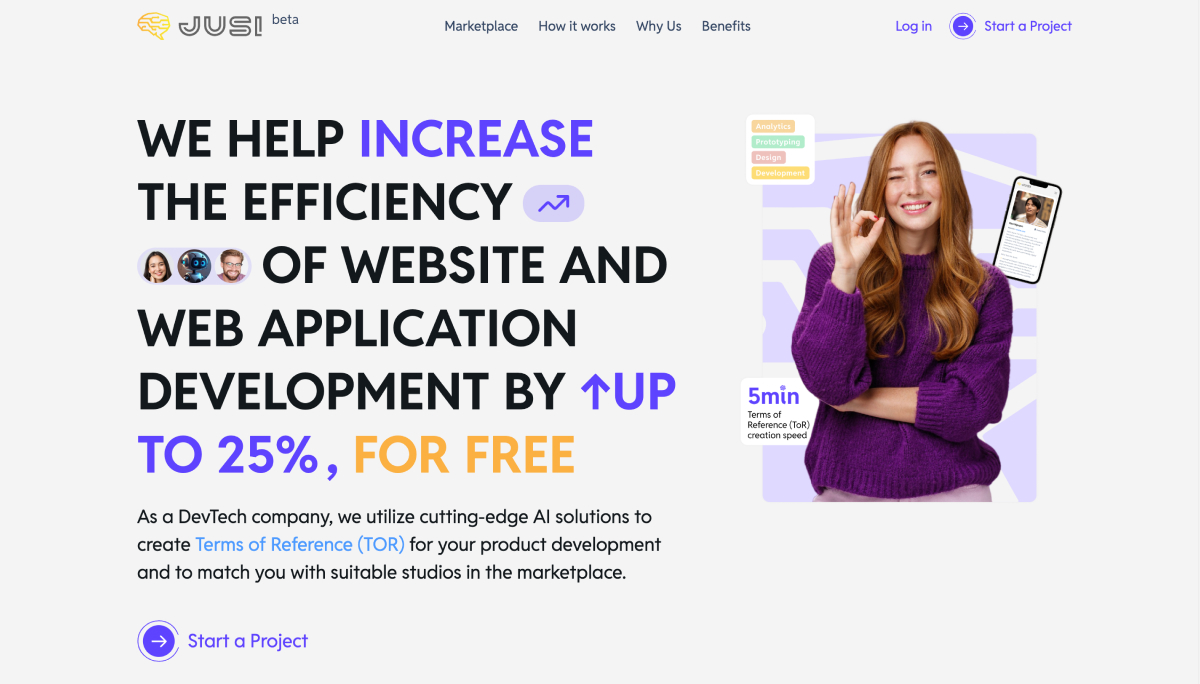 JUSI beta
Marketplace How it works Why Us Benefits
Log in Start a Project
WE HELP INCREASE
THE EFFICIENCY
OF WEBSITE AND
WEB APPLICATION
DEVELOPMENT BY ↑UP
TO 25%, FOR FREE
As a DevTech company, we utilize cutting-edge AI solutions to
create Terms of Reference (TOR) for your product development
and to match you with suitable studios in the marketplace.
Start a Project
Analytics
Prototyping
Design
Development
5min
Terms of
Reference (ToR)
creation speed